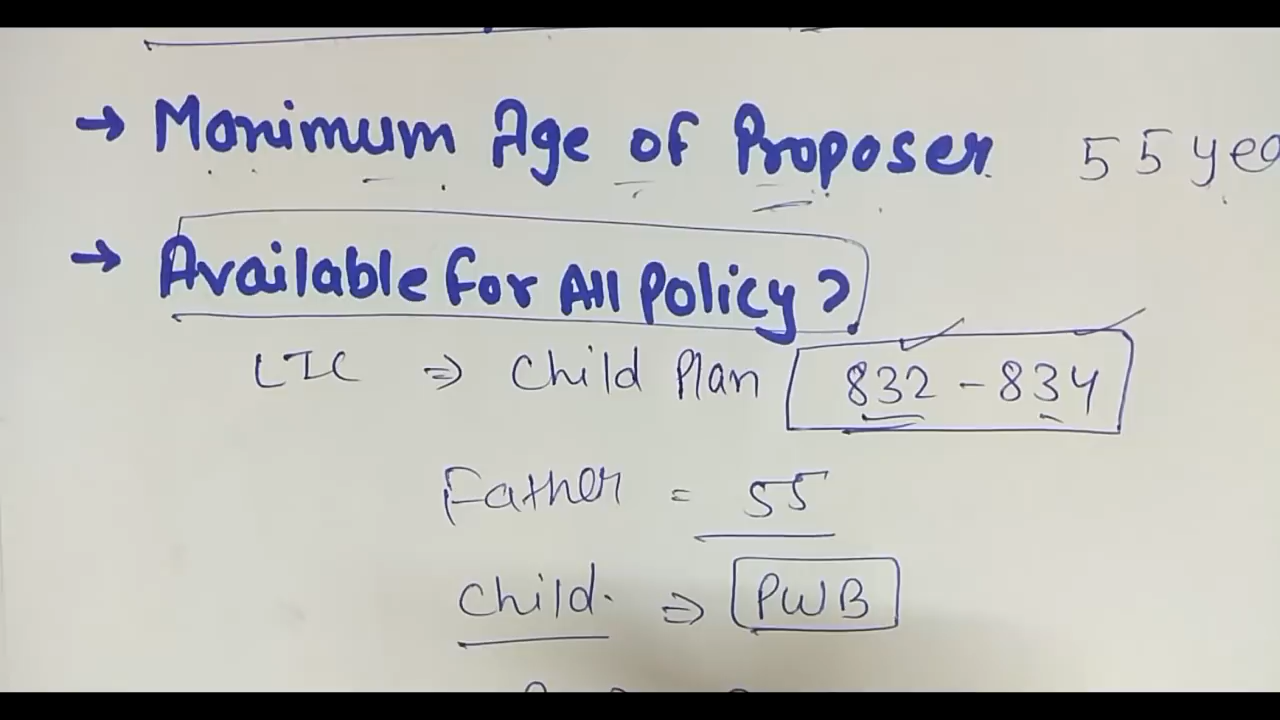 → Maximum Age of Proposer 55 yea
→ Available for All Policy?
LIC ⇒ Child Plan 832 - 834
Father = 55
Child. ⇒ PWB